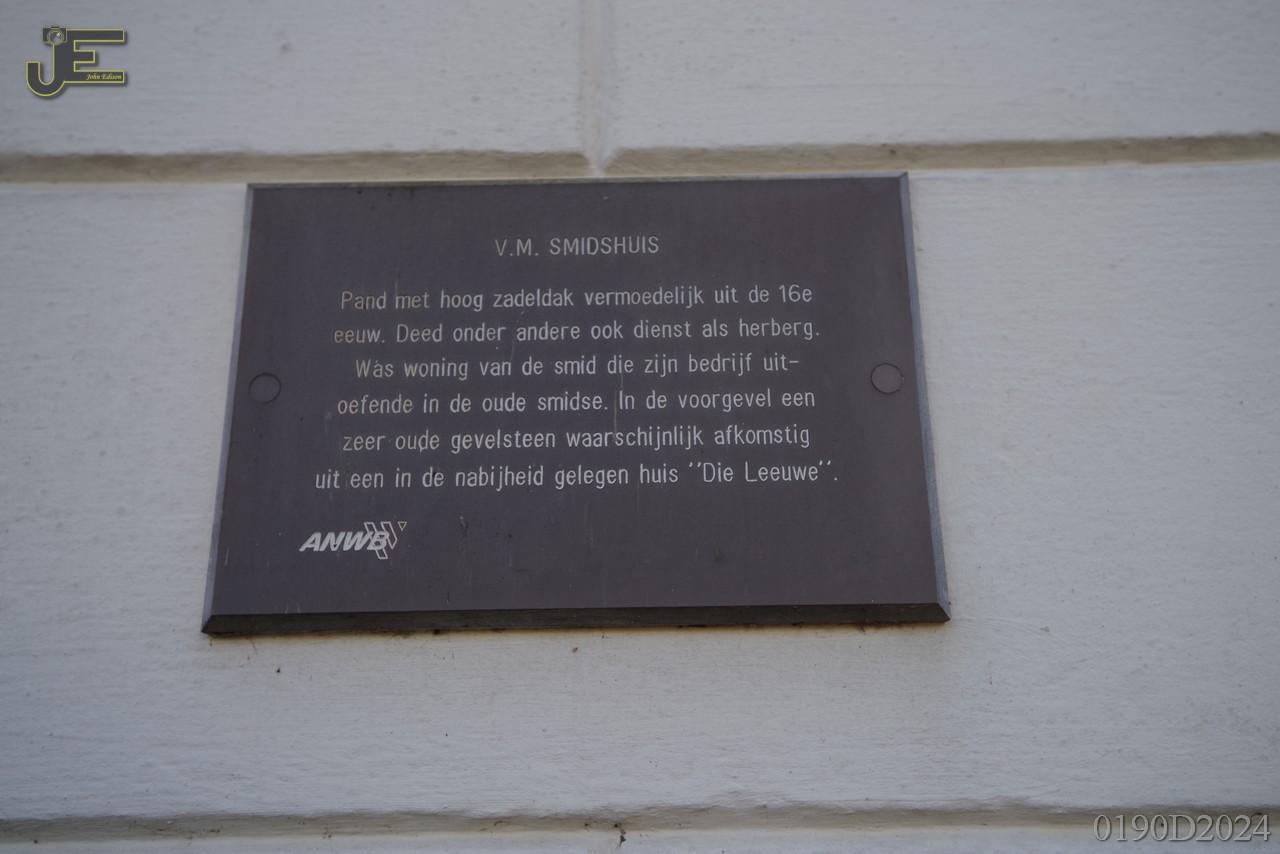 JE
John Edison
V.M. SMIDSHUIS
Pand met hoog zadeldak vermoedelijk uit de 16e
eeuw. Deed onder andere ook dienst als herberg.
Was woning van de smid die zijn bedrijf uit-
oefende in de oude smidse. In de voorgevel een
zeer oude gevelsteen waarschijnlijk afkomstig
uit een in de nabijheid gelegen huis ''Die Leeuwe''.
ANWB
0190D2024